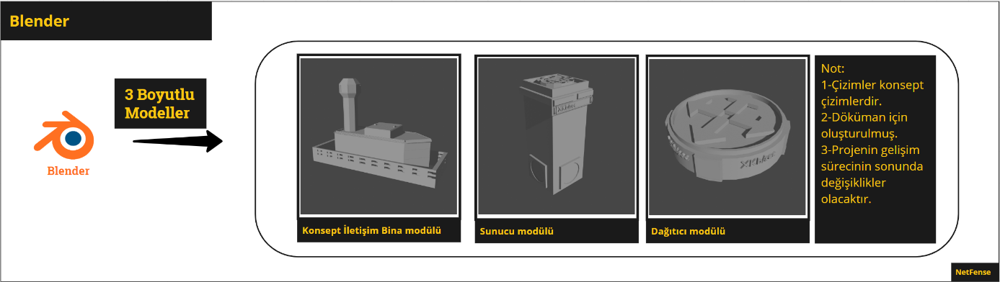 Blender
3 Boyutlu
Modeller
Blender
Konsept İletişim Bina modülü
Sunucu modülü
Dağıtıcı modülü
Not:
1-Çizimler konsept
çizimlerdir.
2-Döküman için
oluşturulmuş.
3-Projenin gelişim
sürecinin sonunda
değişiklikler
olacaktır.
NetFense